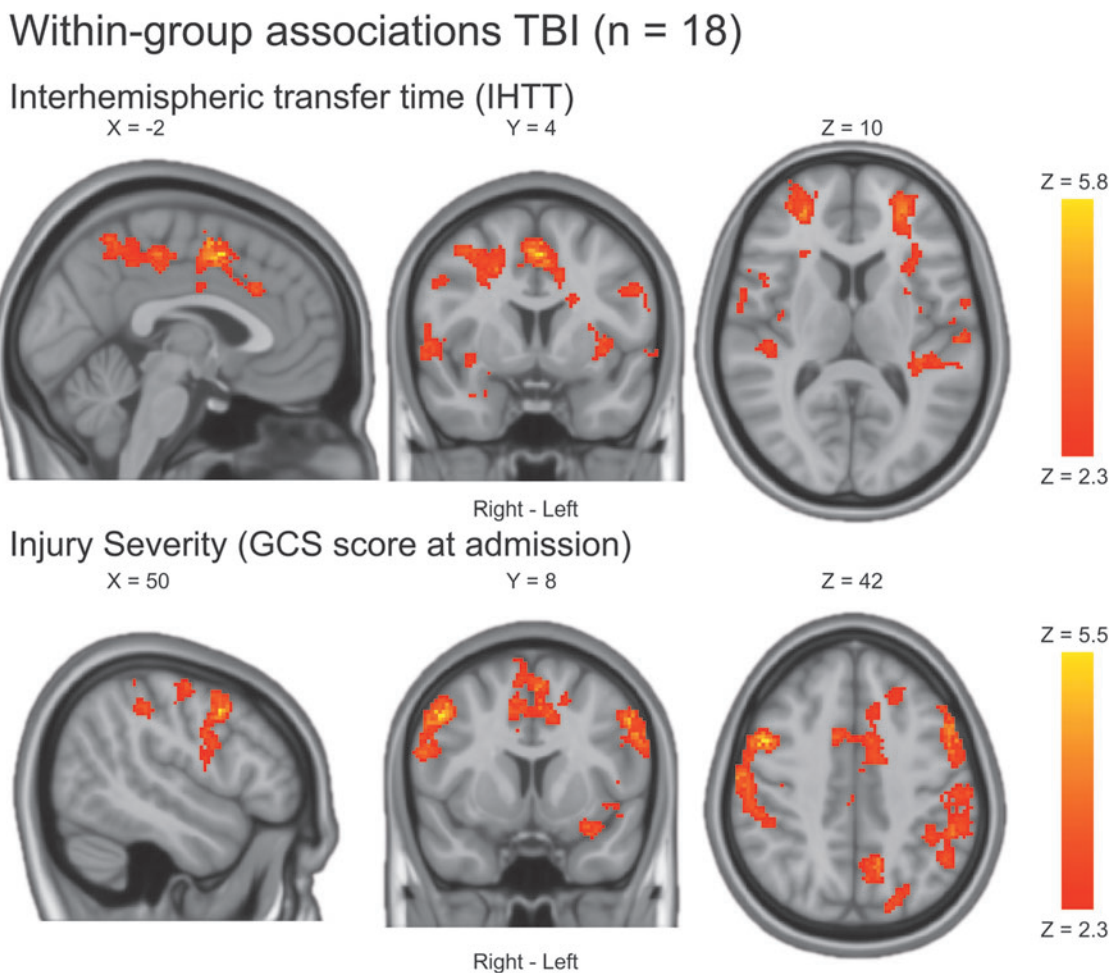 Within-group associations TBI (n = 18)
Interhemispheric transfer time (IHTT)
X = -2
Y = 4
Z = 10
Z = 5.8
Z = 2.3
Right - Left
Injury Severity (GCS score at admission)
X = 50
Y = 8
Z = 42
Z = 5.5
Z = 2.3
Right - Left